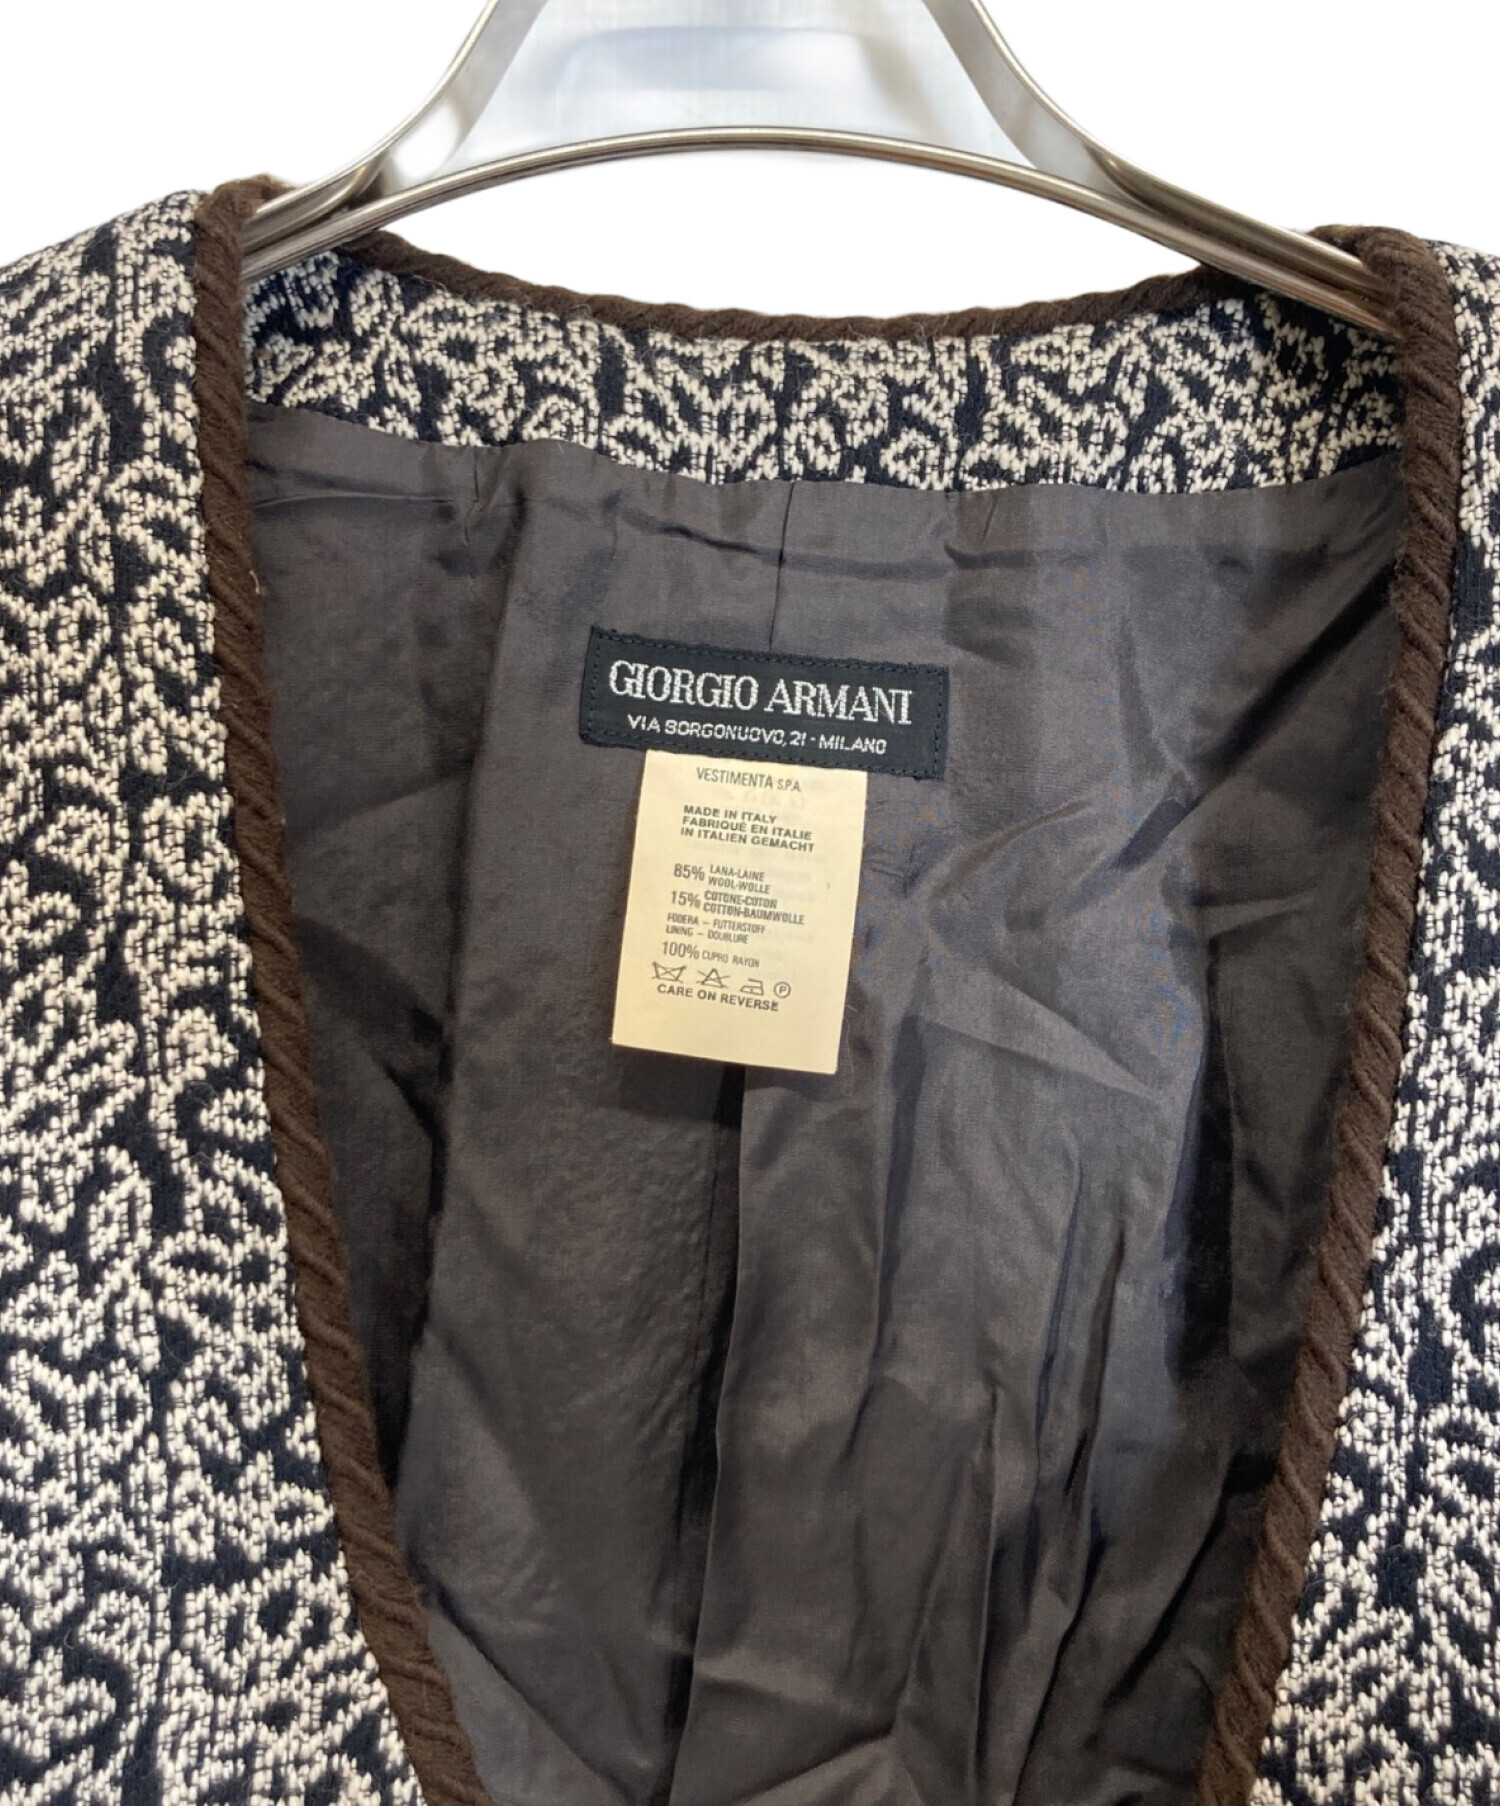 GIORGIO ARMANI
VIA BORGONUOVO, 21 - MILANO
VESTIMENTA S.P.A.
MADE IN ITALY
FABRIQUÉ EN ITALIE
IN ITALIEN GEMACHT
85% LANA-LAINE
WOOL-WOLLE
15% COTONE-COTON
COTTON-BAUMWOLLE
FODERA - FUTTERSTOFF
LINING - DOUBLURE
100% CUPRO RAYON
P
CARE ON REVERSE